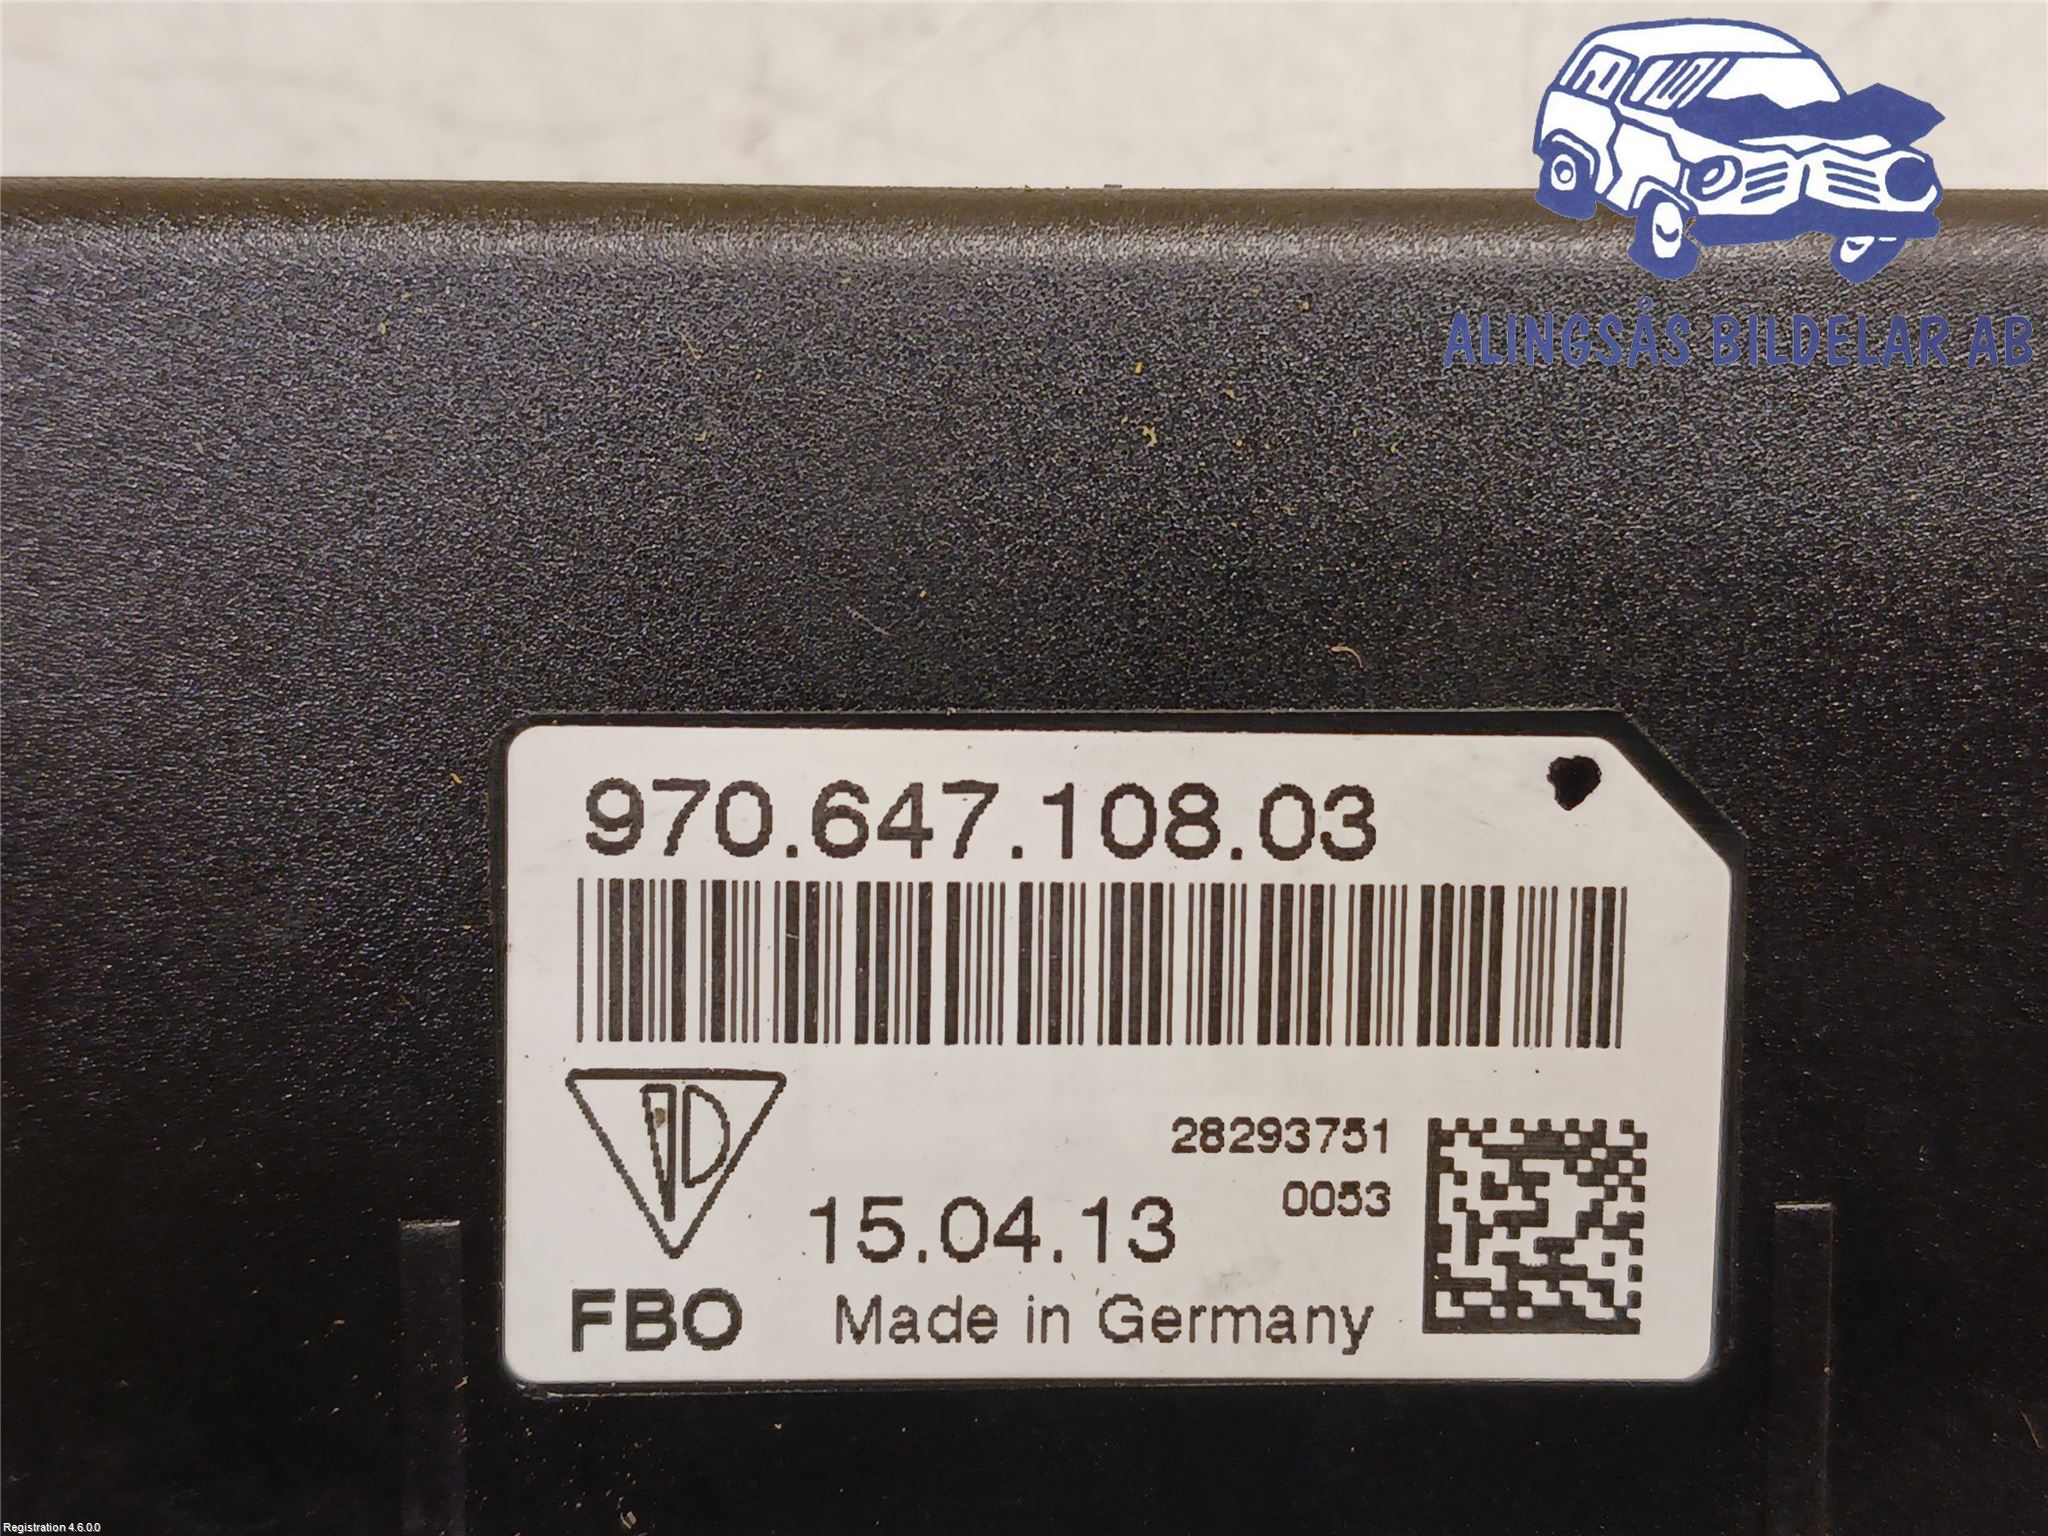 ALINGSÅS BILDELAR AB
970.647.108.03
28293751
0053
15.04.13
FBO
Made in Germany
Registration 4.6.0.0